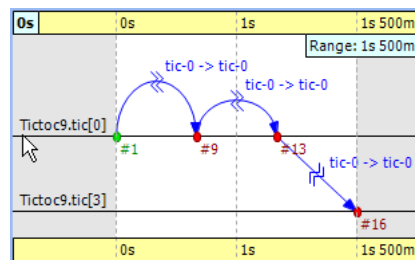 0s 0s 1s 1s 500m
Range: 1s 500m
tic-0 -> tic-0
tic-0 -> tic-0
Tictoc9.tic[0]
#1 #9 #13
tic-0 -> tic-0
Tictoc9.tic[3]
#16
0s 1s 1s 500m